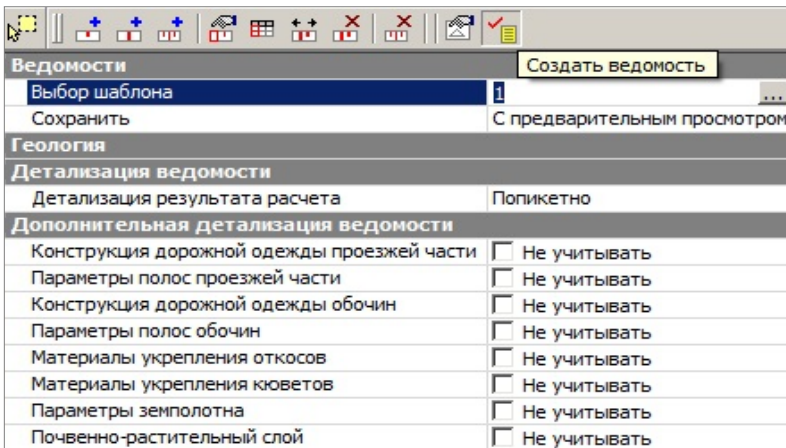 Создать ведомость
Ведомости
Выбор шаблона 1 ...
Сохранить С предварительным просмотром
Геология
Детализация ведомости
Детализация результата расчета Попикетно
Дополнительная детализация ведомости
Конструкция дорожной одежды проезжей части Не учитывать
Параметры полос проезжей части Не учитывать
Конструкция дорожной одежды обочин Не учитывать
Параметры полос обочин Не учитывать
Материалы укрепления откосов Не учитывать
Материалы укрепления кюветов Не учитывать
Параметры земполотна Не учитывать
Почвенно-растительный слой Не учитывать